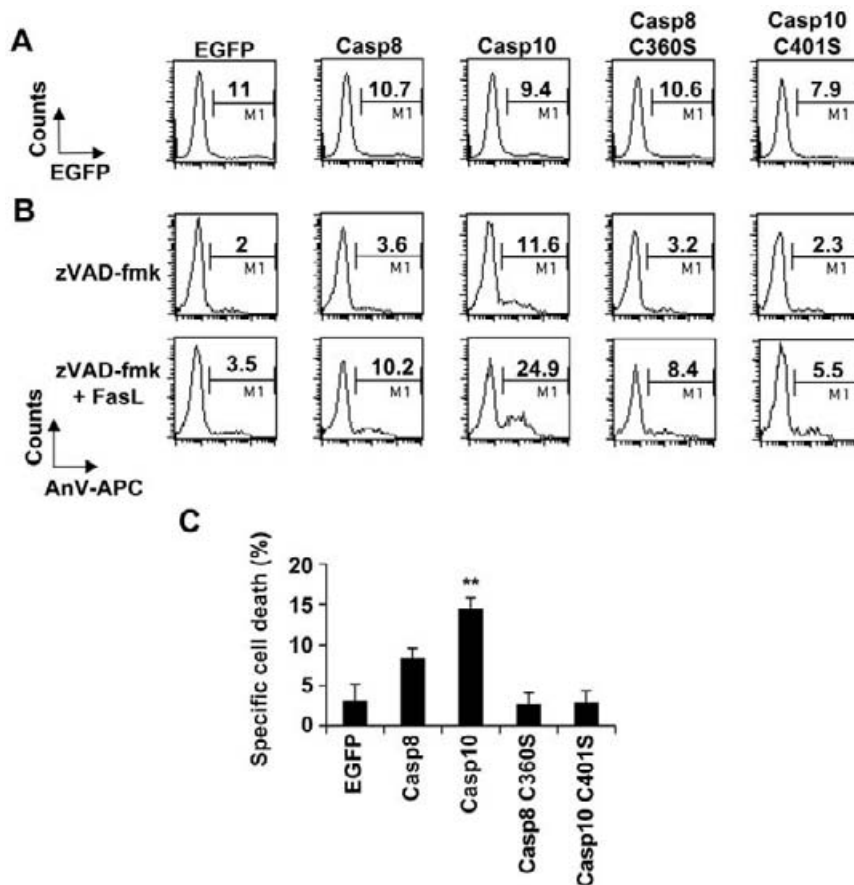 A
EGFP
Casp8
Casp10
Casp8
C360S
Casp10
C401S
Counts
EGFP
11
M1
10.7
M1
9.4
M1
10.6
M1
7.9
M1
B
zVAD-fmk
2
M1
3.6
M1
11.6
M1
3.2
M1
2.3
M1
zVAD-fmk
+ FasL
3.5
M1
10.2
M1
24.9
M1
8.4
M1
5.5
M1
Counts
AnV-APC
C
Specific cell death (%)
20
15
10
5
0
**
EGFP
Casp8
Casp10
Casp8 C360S
Casp10 C401S